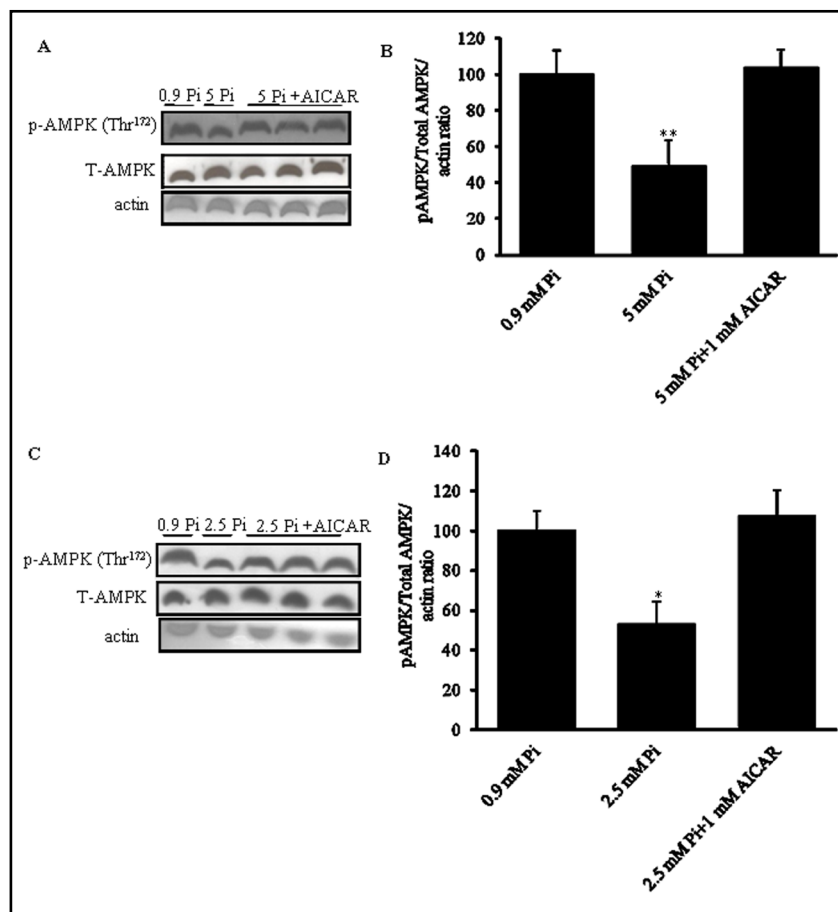 A
0.9 Pi 5 Pi 5 Pi +AICAR
p-AMPK (Thr¹⁷²)
T-AMPK
actin
B
pAMPK/Total AMPK/
actin ratio
120
100
80
60
40
20
0
**
0.9 mM Pi
5 mM Pi
5 mM Pi+1 mM AICAR
C
0.9 Pi 2.5 Pi 2.5 Pi +AICAR
p-AMPK (Thr¹⁷²)
T-AMPK
actin
D
pAMPK/Total AMPK/
actin ratio
140
120
100
80
60
40
20
0
*
0.9 mM Pi
2.5 mM Pi
2.5 mM Pi+1 mM AICAR